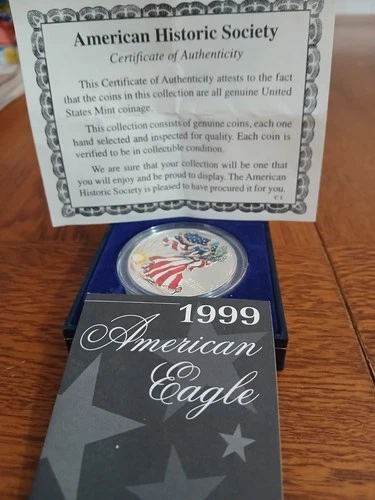 American Historic Society
Certificate of Authenticity
This Certificate of Authenticity attests to the fact
that the coins in this collection are all genuine United
States Mint coinage.
This collection consists of genuine coins, each one
hand selected and inspected for quality. Each coin is
verified to be in collectible condition.
We are sure that your collection will be one that
you will enjoy and be proud to display. The American
Historic Society is pleased to have procured it for you.
1999
American
Eagle